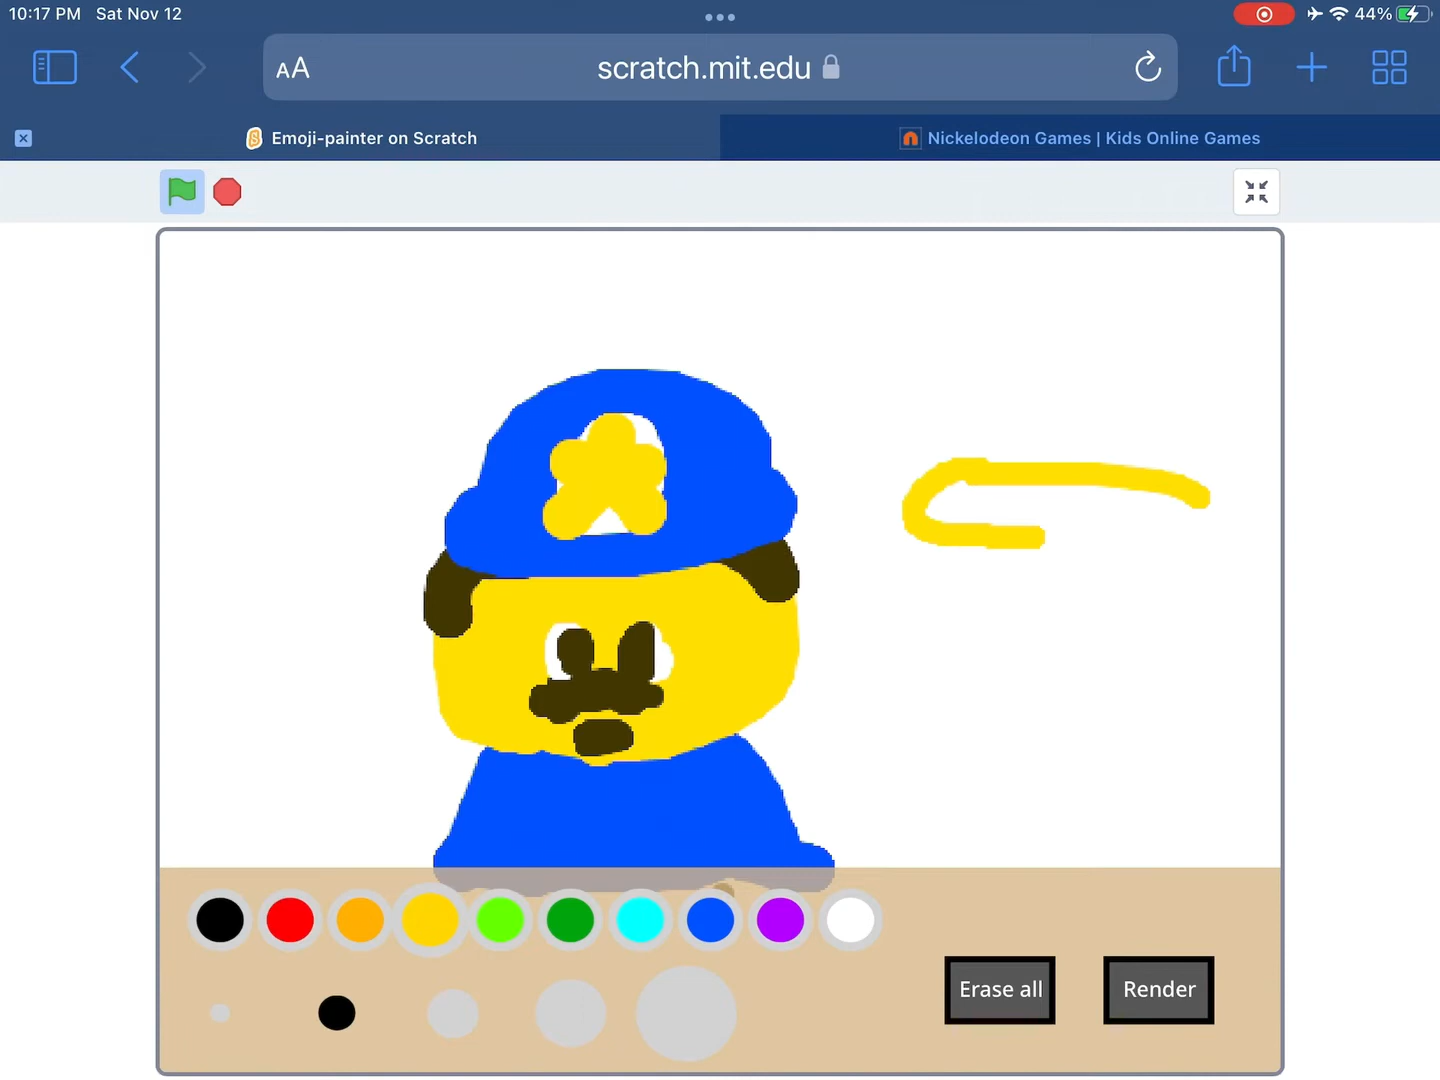 10:17 PM Sat Nov 12
44%
AA
scratch.mit.edu
Emoji-painter on Scratch
Nickelodeon Games | Kids Online Games
Erase all
Render